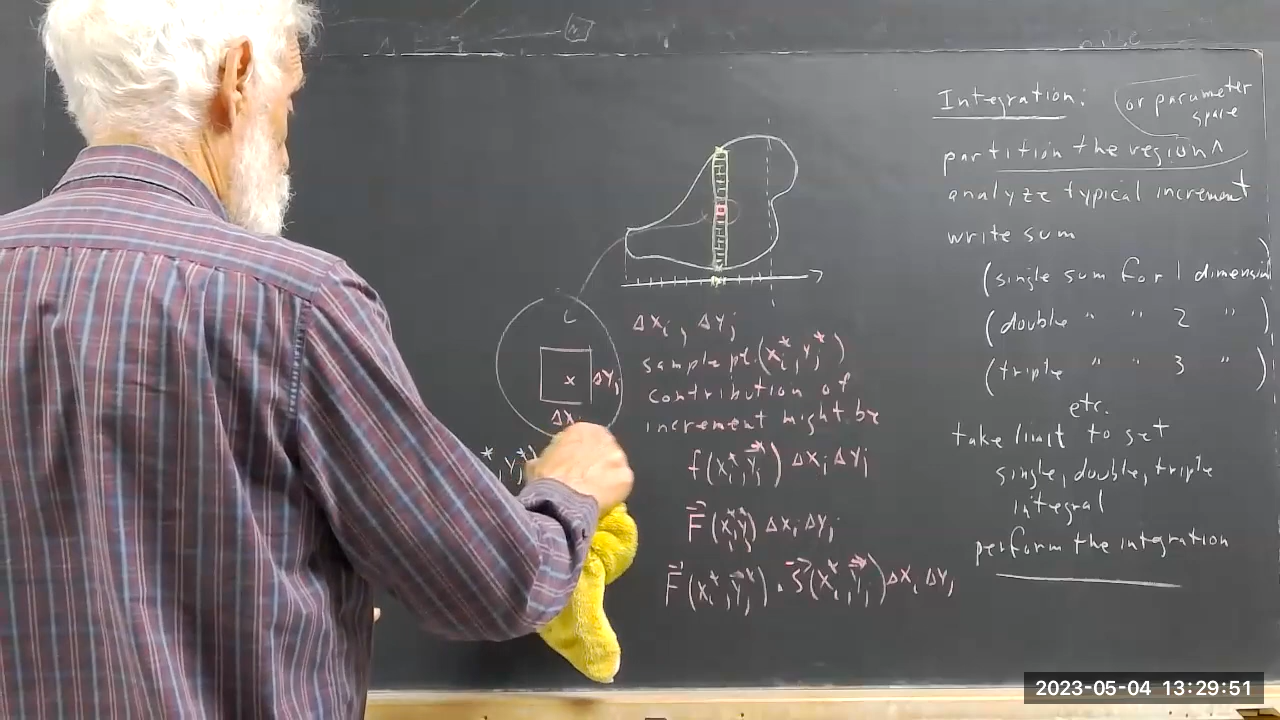 Integration: (or parameter
space
partition the region ^
analyze typical increment
write sum
(single sum for 1 dimension
(double " " 2 " )
(triple " " 3 " )
etc.
take limit to get
single, double, triple
integral
perform the integration
Δx_i, Δy_j
sample pt. (x_i^*, y_j^*)
contribution of
increment might be
f(x_i^*, y_j^*) Δx_i Δy_j
F⃗(x_i^*, y_j^*) Δx_i Δy_j
F⃗(x_i^*, y_j^*) · S⃗(x_i^*, y_j^*) Δx_i Δy_j
Δy_j
Δx_i
*, y_j^*)
2023-05-04 13:29:51